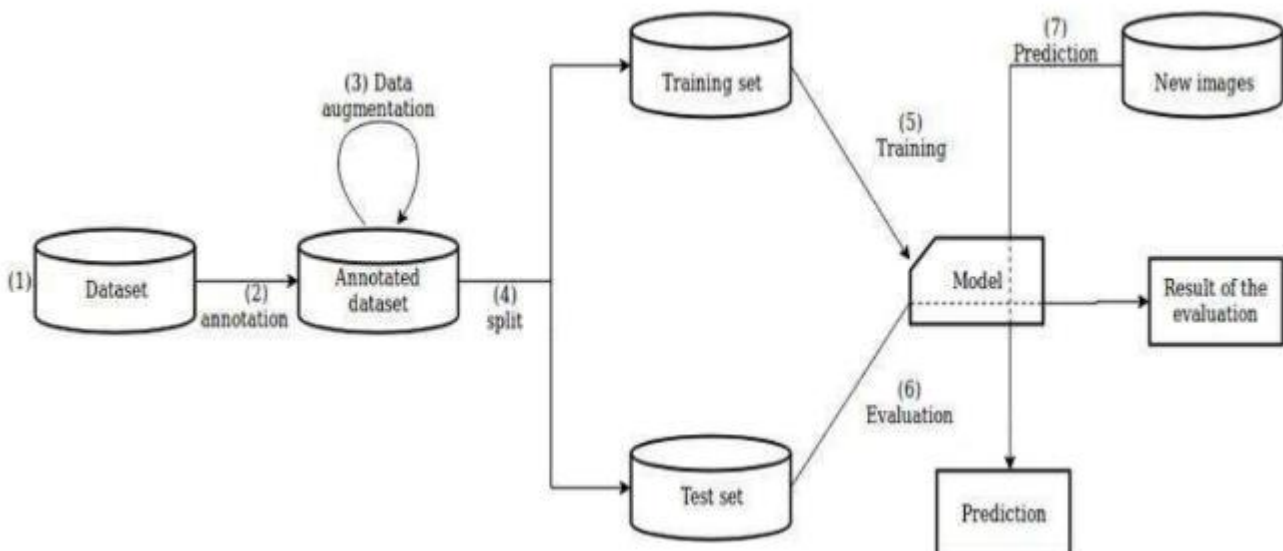 (1)
Dataset
(2)
annotation
(3) Data
augmentation
Annotated
dataset
(4)
split
Training set
Test set
(5)
Training
(6)
Evaluation
(7)
Prediction
New images
Model
Result of the
evaluation
Prediction